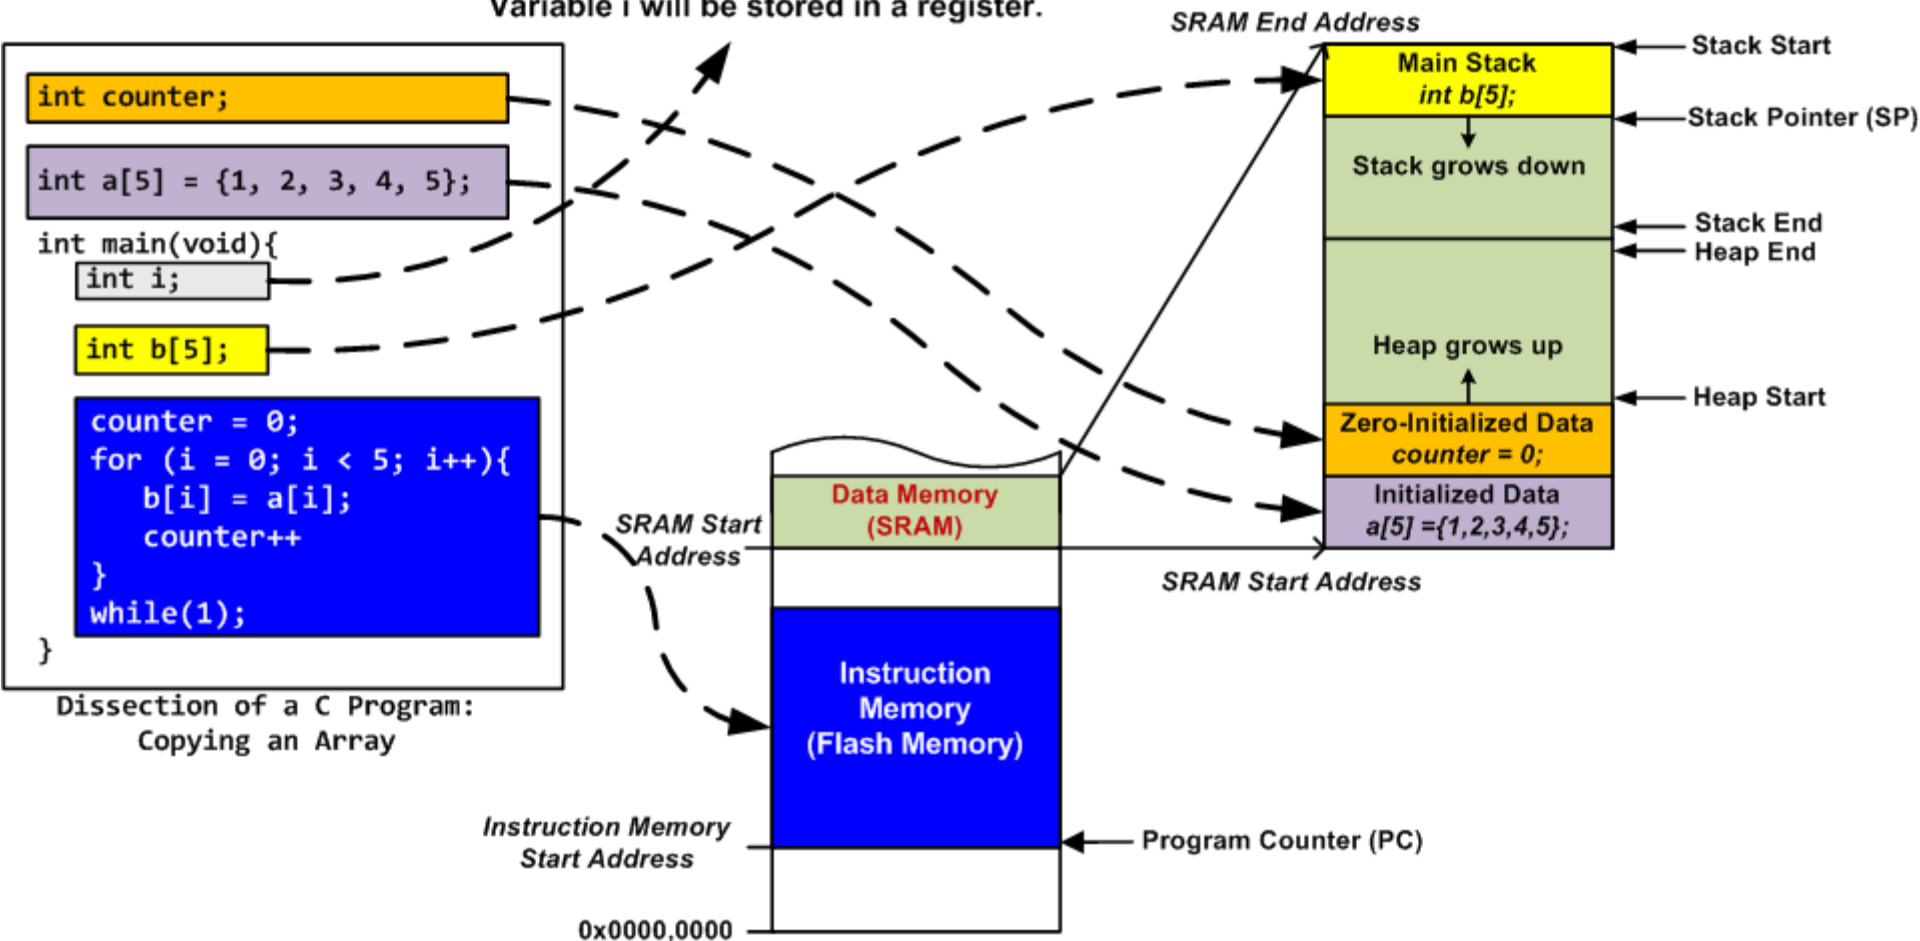 Variable i will be stored in a register.
int counter;
int a[5] = {1, 2, 3, 4, 5};
int main(void){
int i;
int b[5];
counter = 0;
for (i = 0; i < 5; i++){
b[i] = a[i];
counter++
}
while(1);
}
Dissection of a C Program:
Copying an Array
SRAM Start
Address
Data Memory
(SRAM)
Instruction
Memory
(Flash Memory)
Instruction Memory
Start Address
Program Counter (PC)
0x0000,0000
SRAM End Address
Main Stack
int b[5];
Stack grows down
Heap grows up
Zero-Initialized Data
counter = 0;
Initialized Data
a[5] ={1,2,3,4,5};
SRAM Start Address
Stack Start
Stack Pointer (SP)
Stack End
Heap End
Heap Start